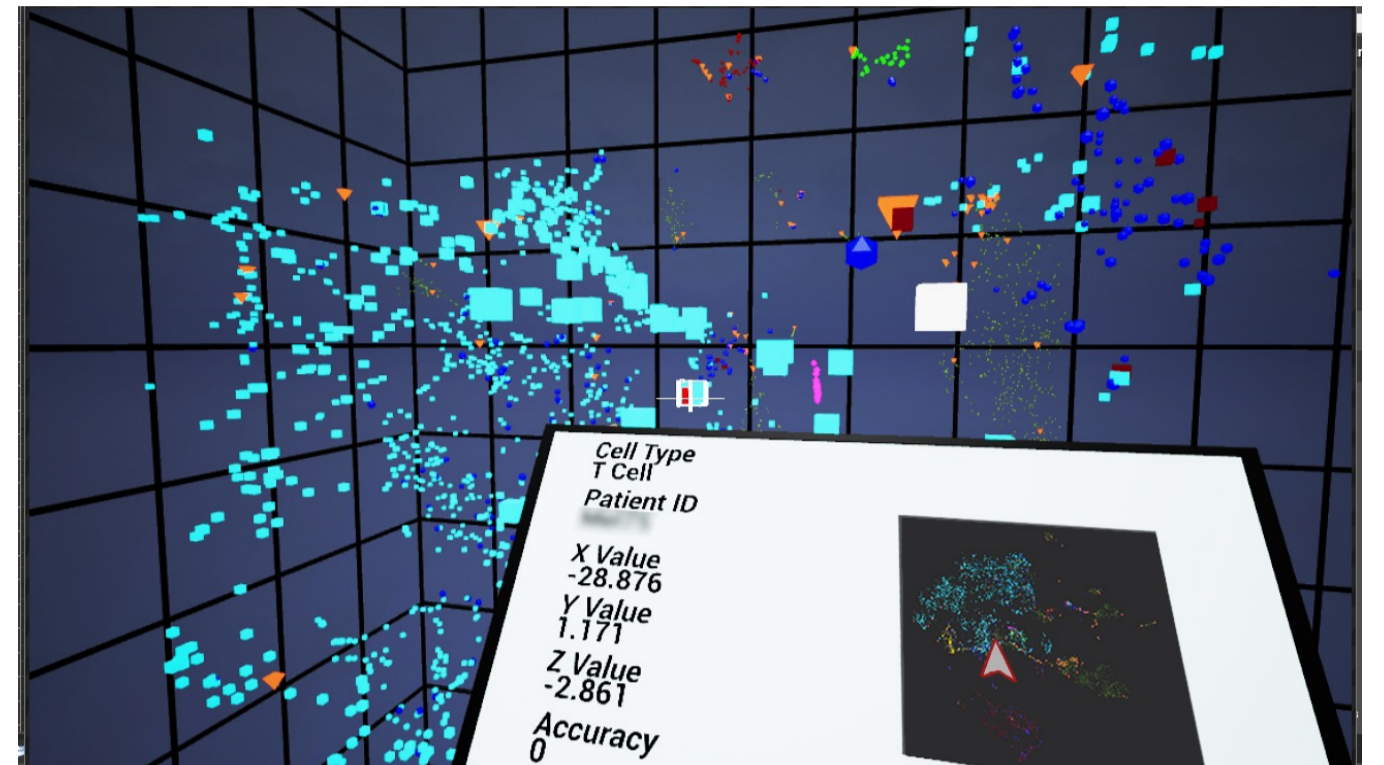 Cell Type
T Cell
Patient ID
X Value
-28.876
Y Value
1.171
Z Value
-2.861
Accuracy
0